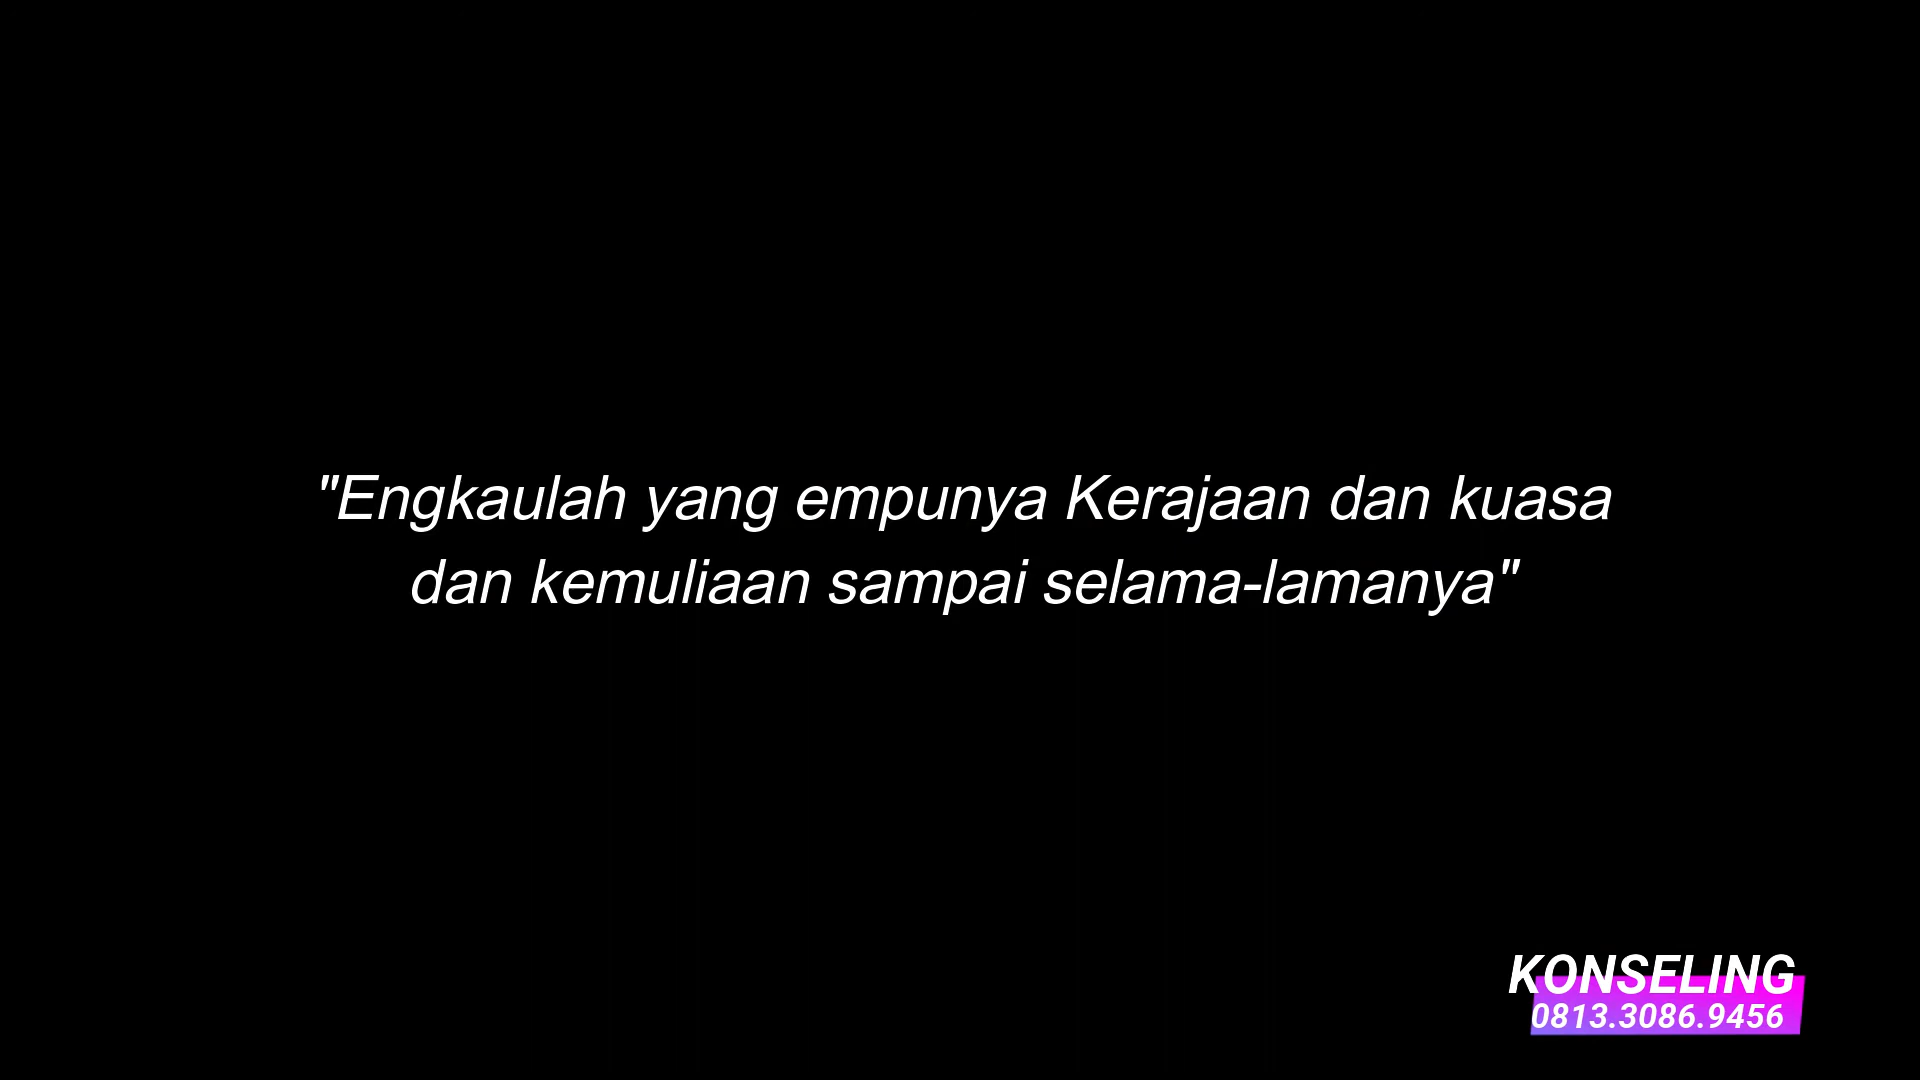 "Engkaulah yang empunya Kerajaan dan kuasa
dan kemuliaan sampai selama-lamanya"
KONSELING
0813.3086.9456